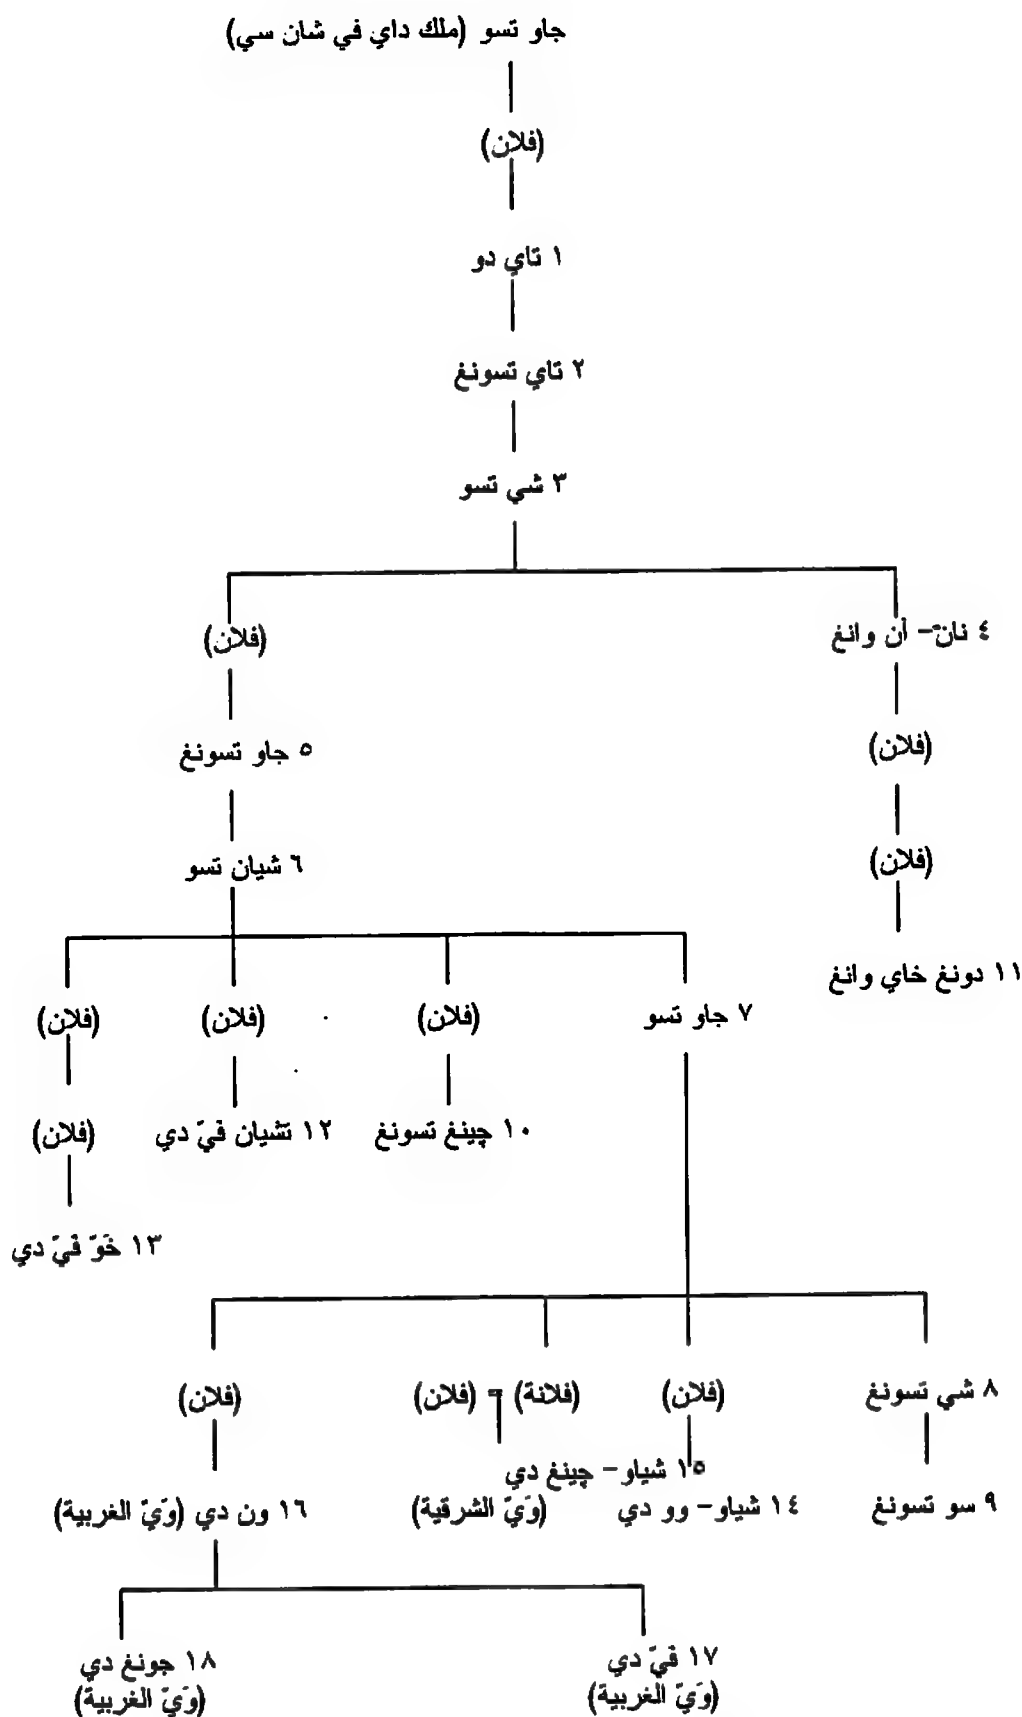 جاو تسو (ملك داي في شان سي)
(فلان)
١ تاي دو
٢ تاي تسونغ
٣ شي تسو
٤ نان- أن وانغ
(فلان)
(فلان)
٥ جاو تسونغ
(فلان)
٦ شيان تسو
(فلان)
١١ دونغ خاي وانغ
٧ جاو تسو
(فلان)
(فلان)
(فلان)
١٠ چينغ تسونغ
١٢ تشيان فيّ دي
(فلان)
١٣ خَوّ فيّ دي
٨ شي تسونغ
(فلان)
(فلانة) = (فلان)
(فلان)
١٥ شياو- چينغ دي
٩ سو تسونغ
١٤ شياو- وو دي
(وَيّ الشرقية)
١٦ ون دي (وَيّ الغربية)
١٧ فيّ دي
١٨ جونغ دي
(وَيّ الغربية)
(وَيّ الغربية)